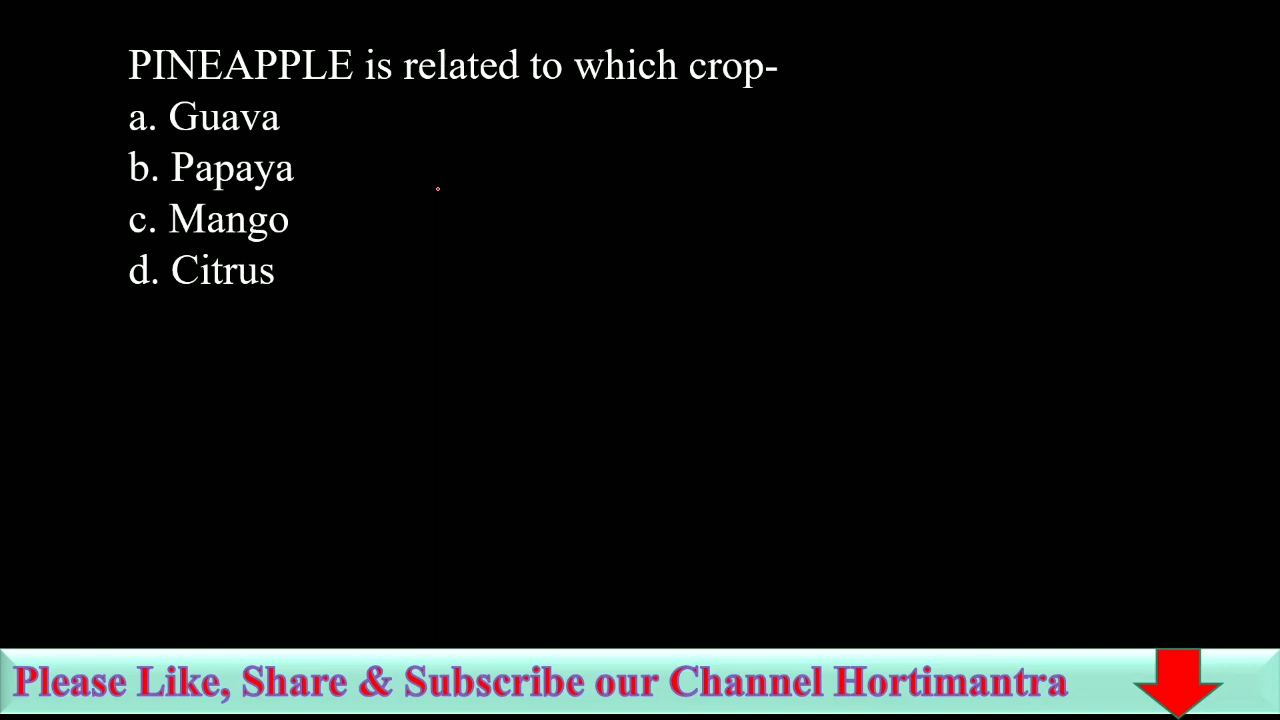 PINEAPPLE is related to which crop-
a. Guava
b. Papaya
c. Mango
d. Citrus
Please Like, Share & Subscribe our Channel Hortimantra